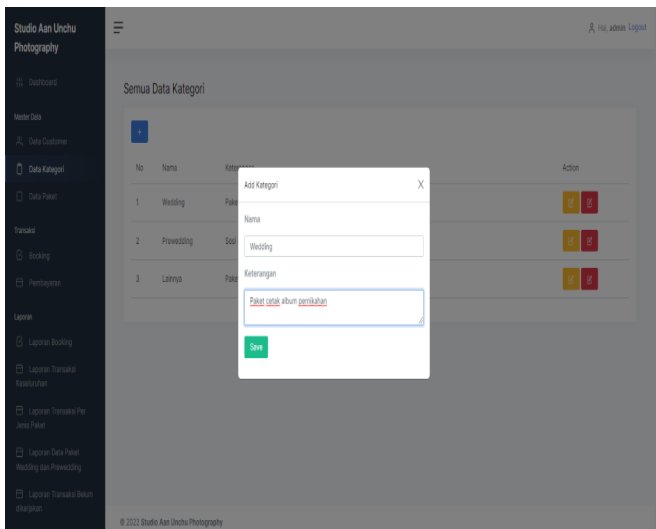 Studio Aan Unchu
Photography
Hai, admin Logout
Dashboard
Semua Data Kategori
Master Data
Data Customer
+
Data Kategori
No Nama Action
Add Kategori X
Data Paket
1 Wedding
Nama
Transaksi
2 Prewedding Sesi
Wedding
Booking
Pembayaran
3 Lainnya
Keterangan
Paket cetak album pernikahan
Laporan
Laporan Booking
Save
Laporan Transaksi
Keseluruhan
Laporan Transaksi Per
Jenis Paket
Laporan Data Paket
Wedding dan Prewedding
Laporan Transaksi Belum
dikerjakan
© 2022 Studio Aan Unchu Photography